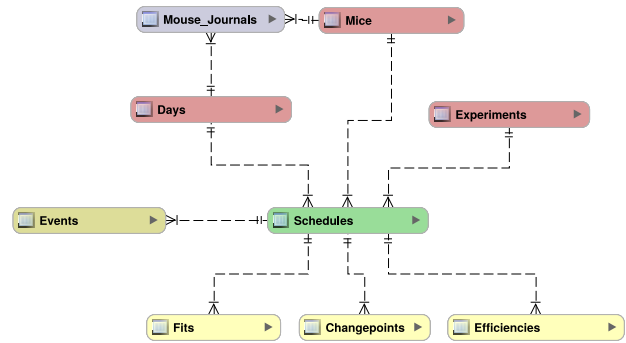 Mouse_Journals
Mice
Days
Experiments
Events
Schedules
Fits
Changepoints
Efficiencies